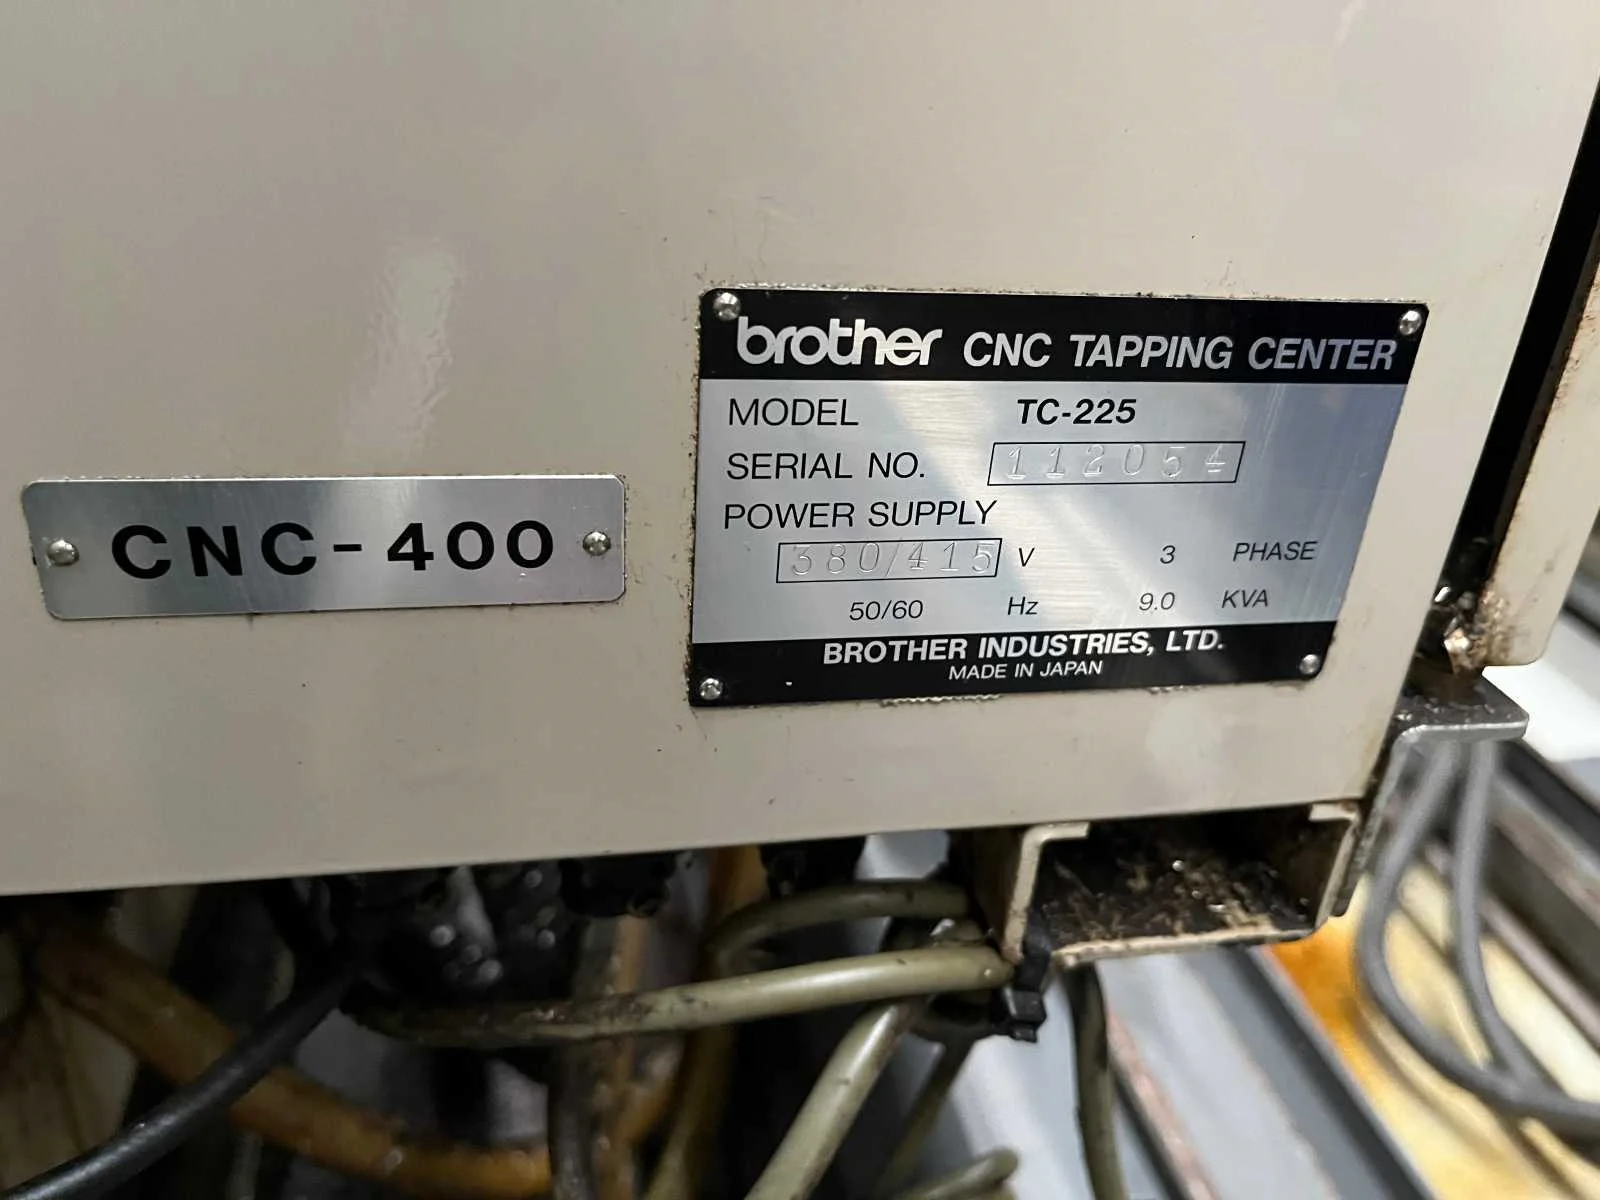 brother CNC TAPPING CENTER
MODEL TC-225
SERIAL NO. 112054
POWER SUPPLY
380/415 V 3 PHASE
50/60 Hz 9.0 KVA
BROTHER INDUSTRIES, LTD.
MADE IN JAPAN
CNC-400